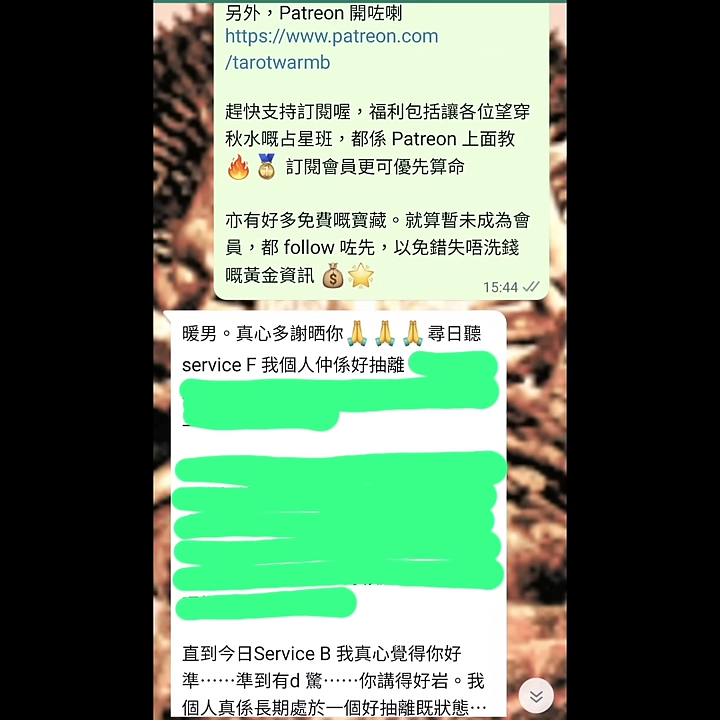 另外，Patreon 開咗喇
https://www.patreon.com
/tarotwarmb
趕快支持訂閱喔，福利包括讓各位望穿
秋水嘅占星班，都係 Patreon 上面教
🔥🏅 訂閱會員更可優先算命
亦有好多免費嘅寶藏。就算暫未成為會
員，都 follow 咗先，以免錯失唔洗錢
嘅黃金資訊 💰🌟
15:44
暖男。真心多謝晒你🙏🙏🙏尋日聽
service F 我個人仲係好抽離
直到今日Service B 我真心覺得你好
準⋯⋯準到有d 驚⋯⋯你講得好岩。我
個人真係長期處於一個好抽離既狀態⋯